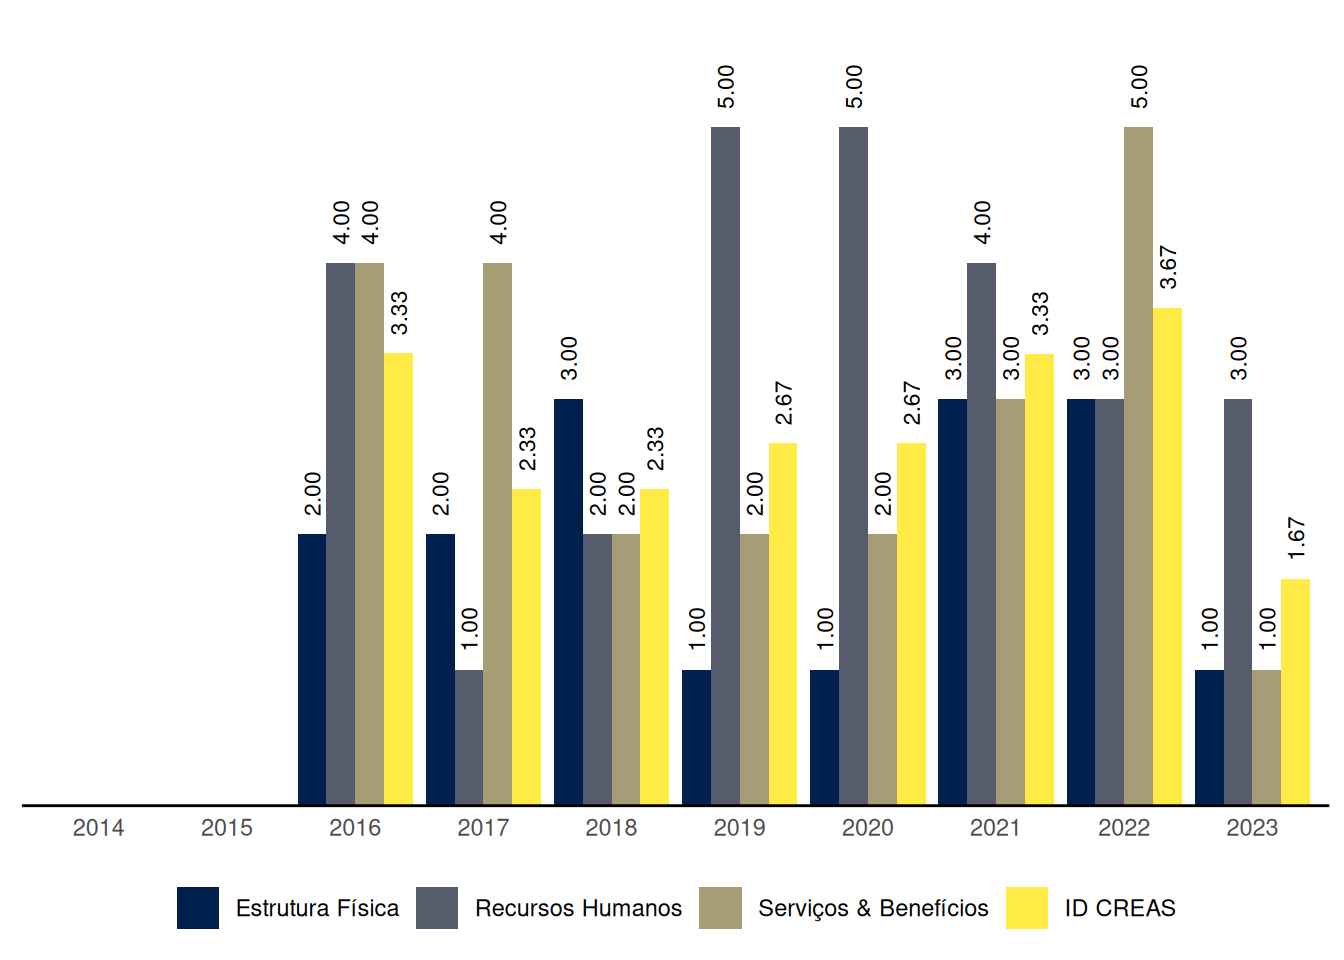 5.00 5.00 5.00
4.00 4.00 4.00 4.00
3.67
3.33 3.33
3.00 3.00 3.00 3.00 3.00 3.00
2.67 2.67
2.33 2.33
2.00 2.00 2.00 2.00 2.00 2.00
1.67
1.00 1.00 1.00 1.00 1.00
2014 2015 2016 2017 2018 2019 2020 2021 2022 2023
Estrutura Física Recursos Humanos Serviços & Benefícios ID CREAS